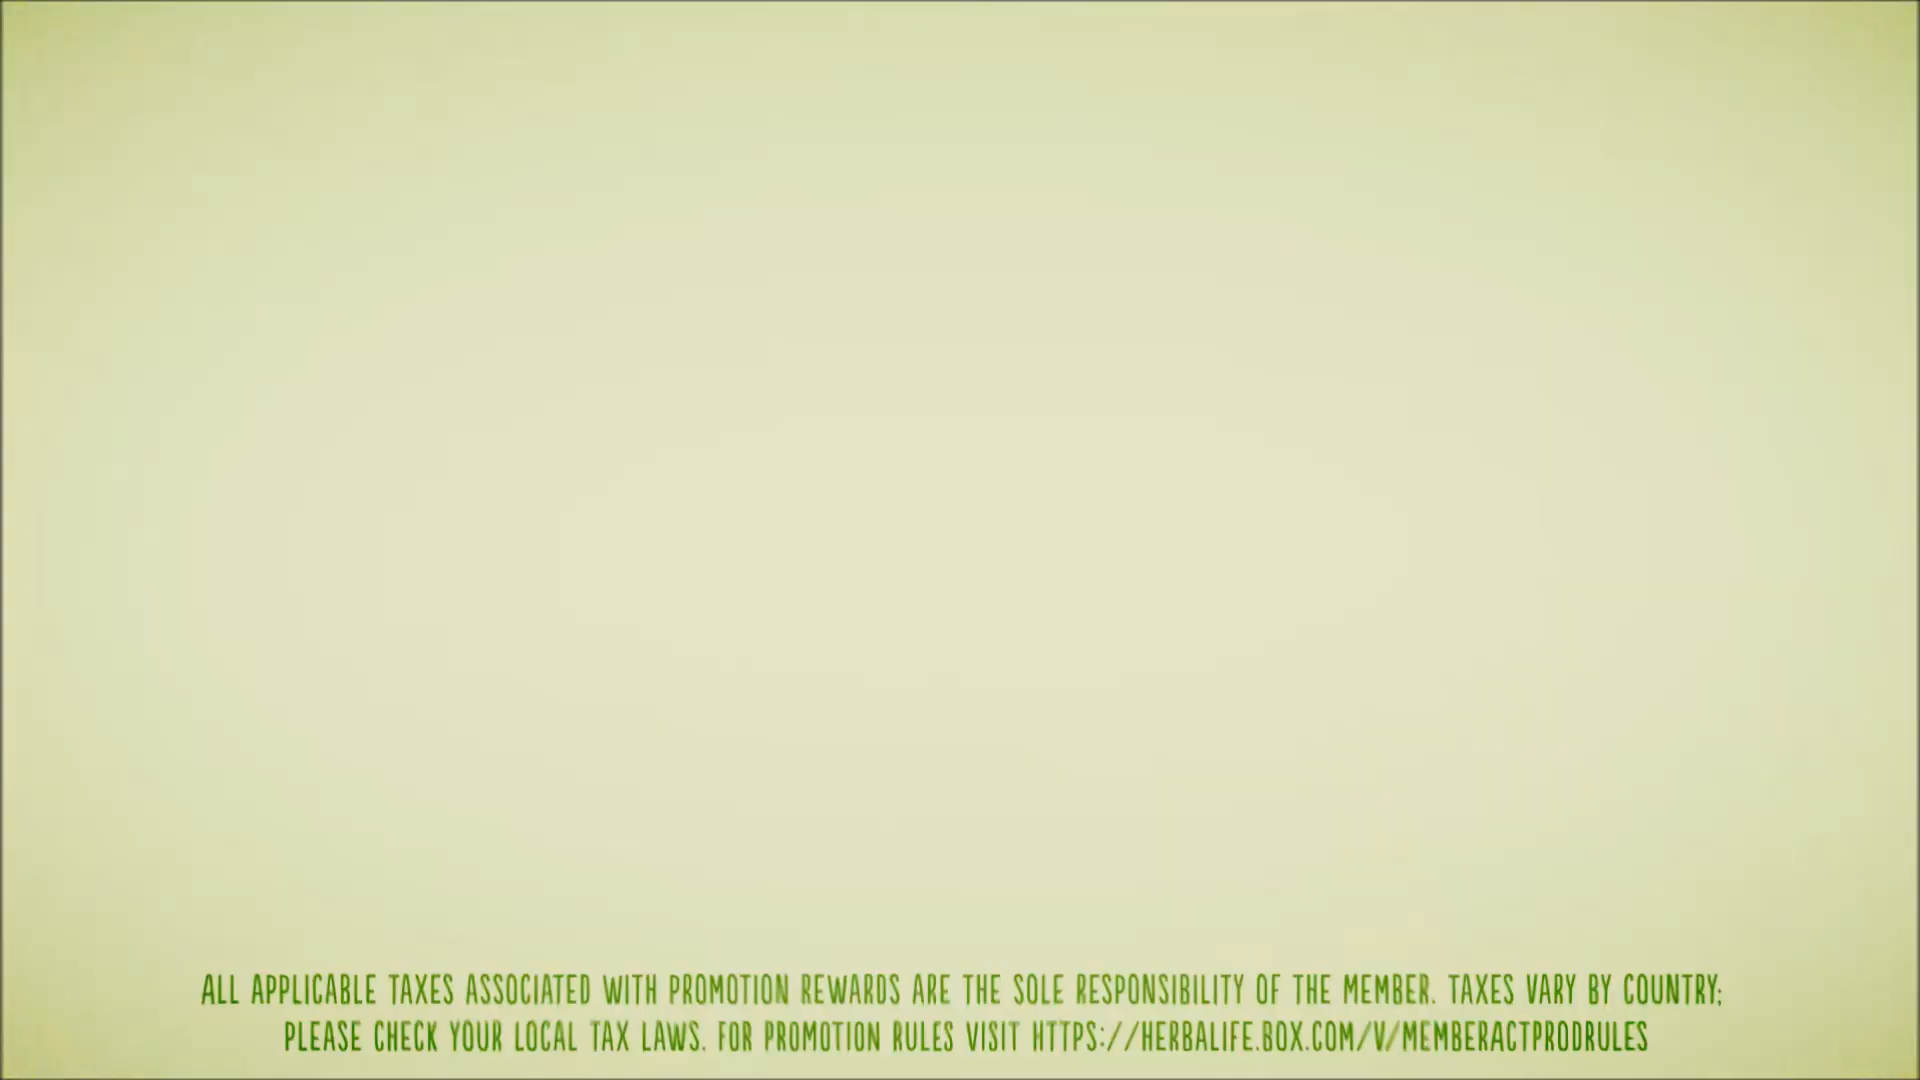 ALL APPLICABLE TAXES ASSOCIATED WITH PROMOTION REWARDS ARE THE SOLE RESPONSIBILITY OF THE MEMBER. TAXES VARY BY COUNTRY;
PLEASE CHECK YOUR LOCAL TAX LAWS. FOR PROMOTION RULES VISIT HTTPS://HERBALIFE.BOX.COM/V/MEMBERACTPRODRULES